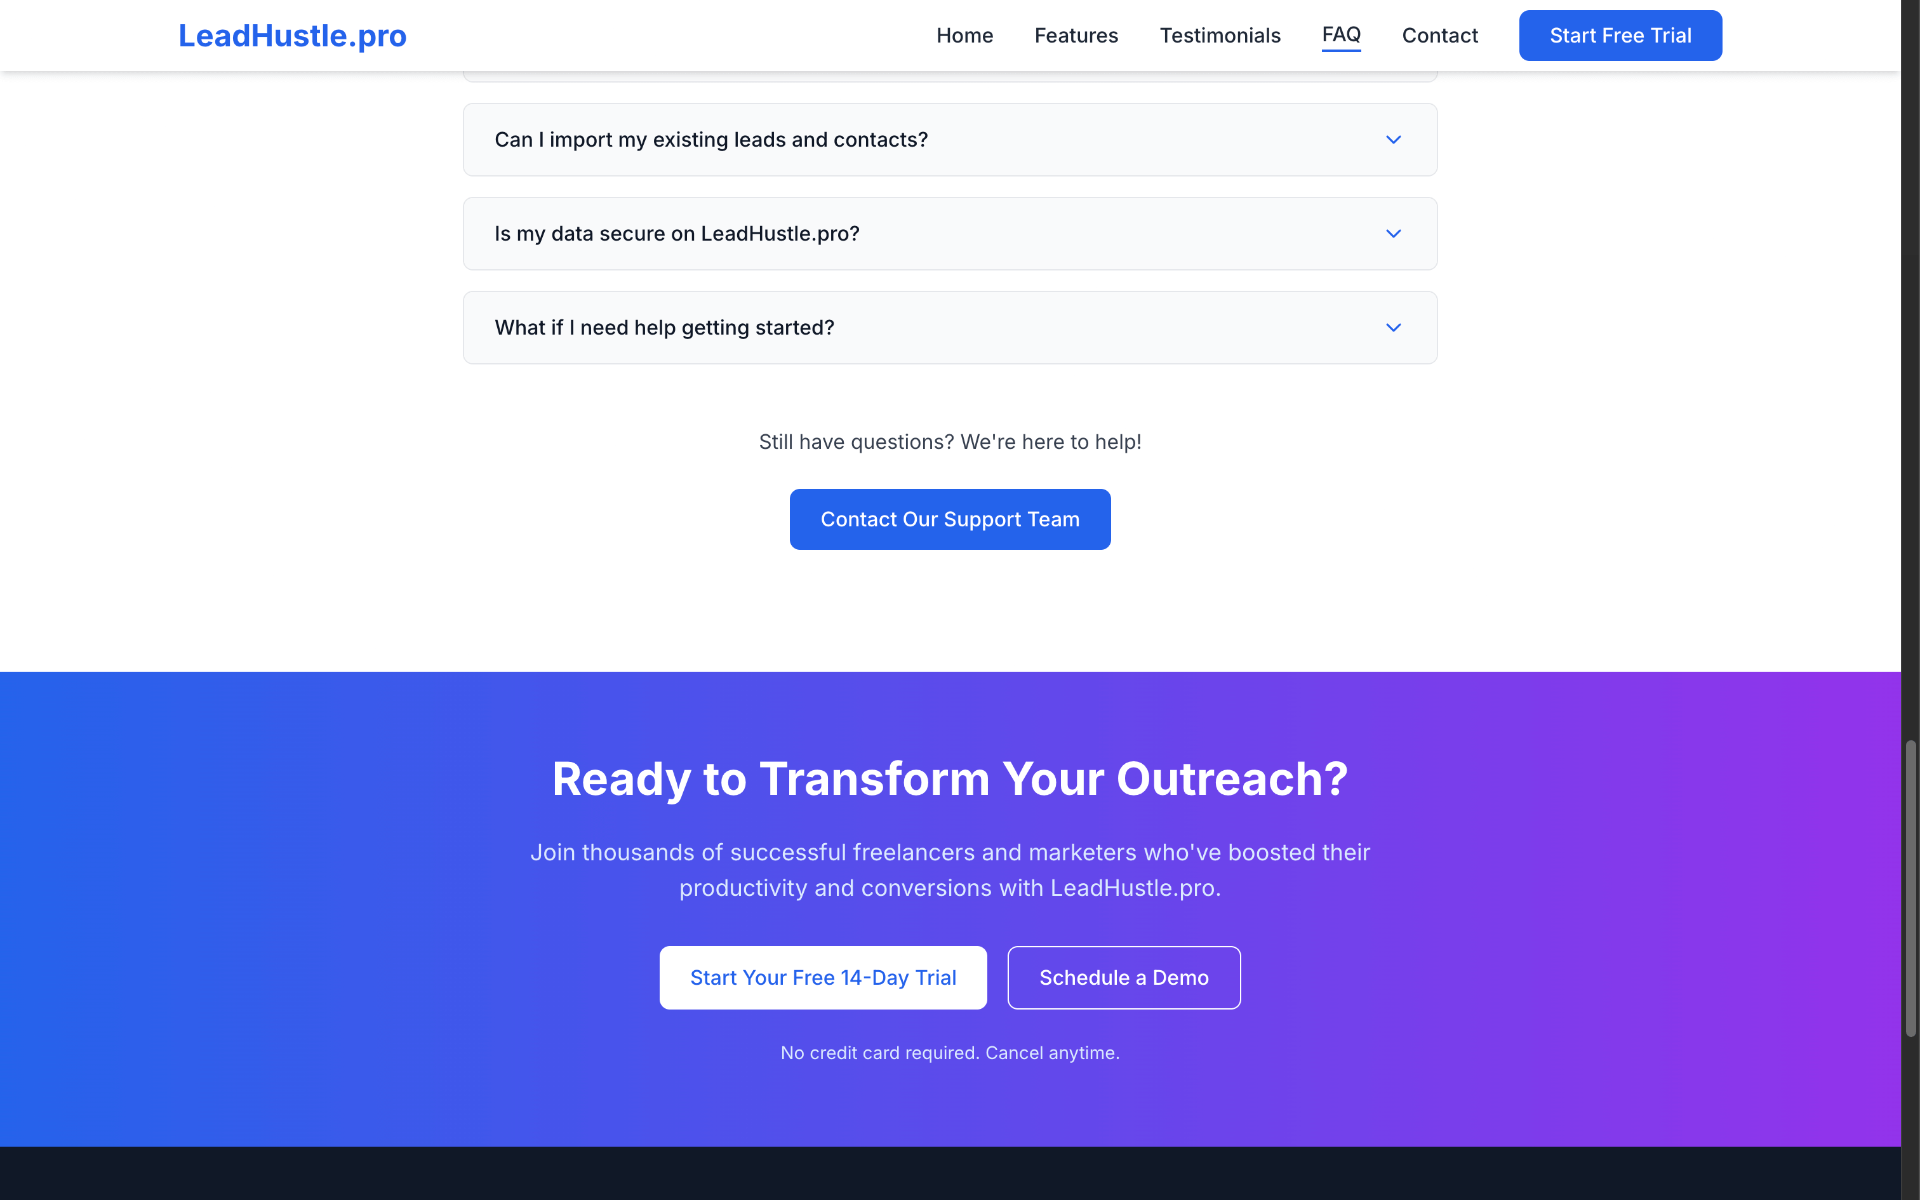 LeadHustle.pro
Home
Features
Testimonials
FAQ
Contact
Start Free Trial
Can I import my existing leads and contacts?
Is my data secure on LeadHustle.pro?
What if I need help getting started?
Still have questions? We're here to help!
Contact Our Support Team
Ready to Transform Your Outreach?
Join thousands of successful freelancers and marketers who've boosted their
productivity and conversions with LeadHustle.pro.
Start Your Free 14-Day Trial
Schedule a Demo
No credit card required. Cancel anytime.